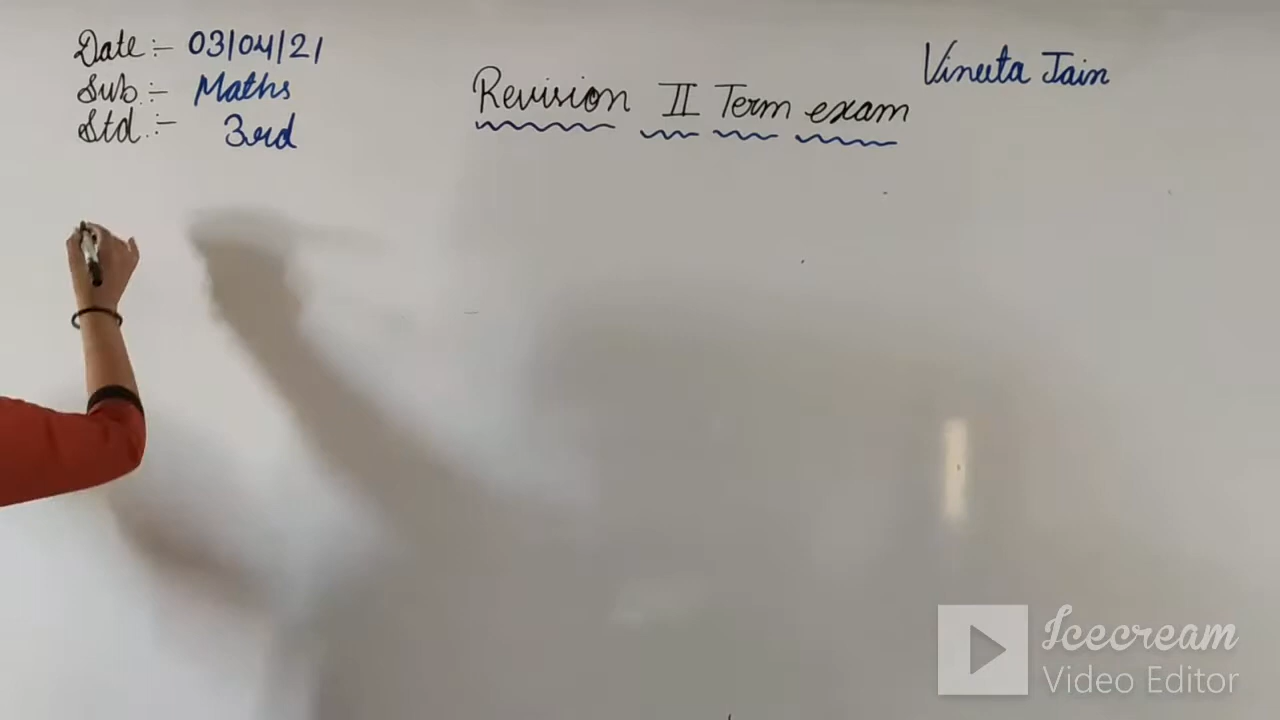 Date :- 03/04/21
Sub :- Maths
Std :- 3rd
Revision II Term exam
Vineeta Jain
Icecream
Video Editor